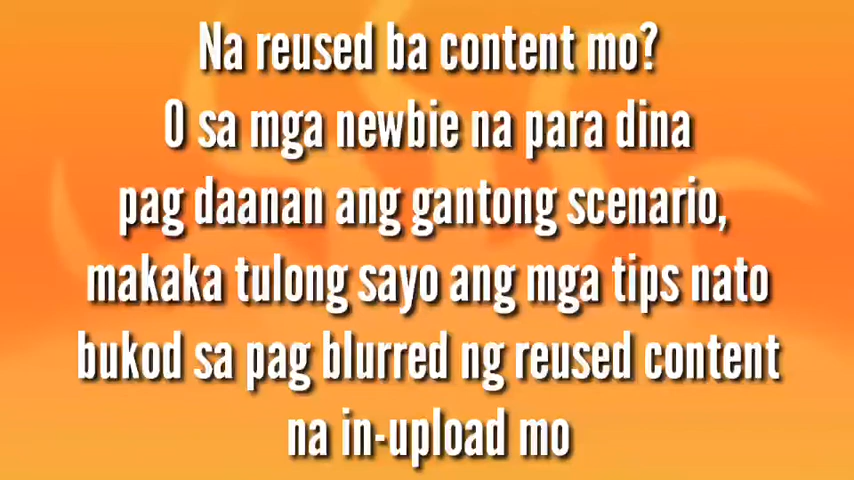 Na reused ba content mo?
O sa mga newbie na para dina
pag daanan ang gantong scenario,
makaka tulong sayo ang mga tips nato
bukod sa pag blurred ng reused content
na in-upload mo